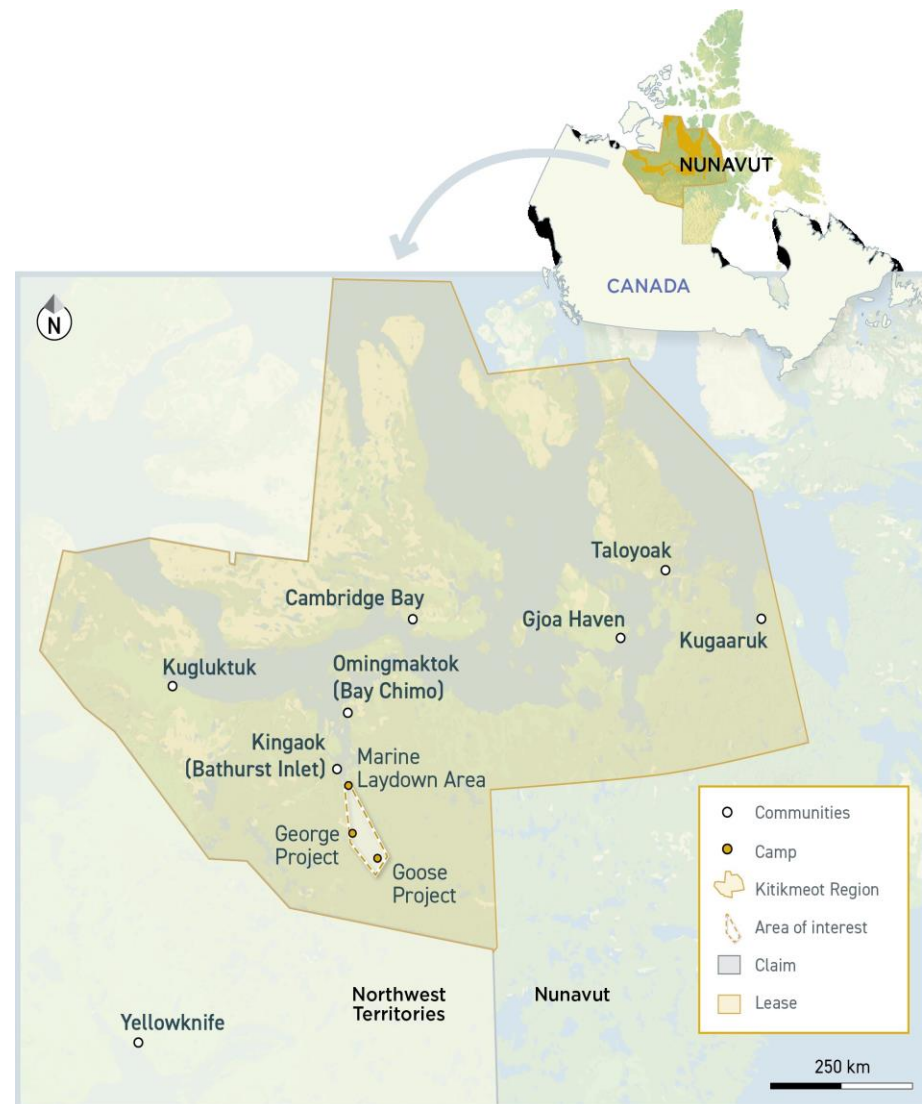 NUNAVUT
CANADA
N
Taloyoak
Cambridge Bay
Gjoa Haven
Kugaaruk
Kugluktuk
Omingmaktok
(Bay Chimo)
Kingaok
(Bathurst Inlet)
Marine
Laydown Area
George
Project
Goose
Project
Northwest
Territories
Nunavut
Yellowknife
Communities
Camp
Kitikmeot Region
Area of interest
Claim
Lease
250 km